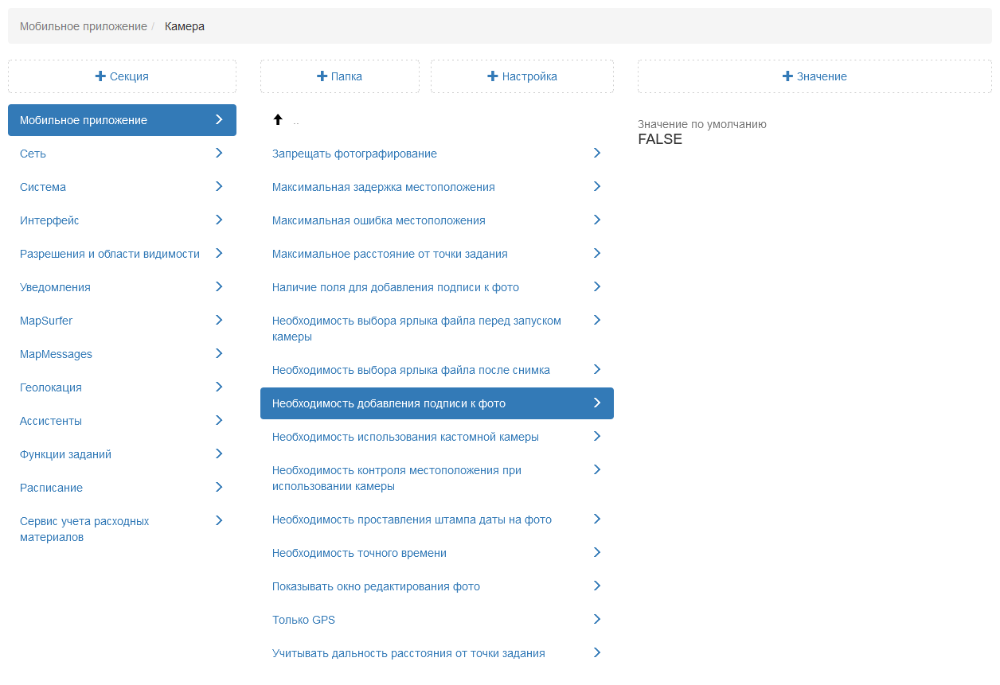 Мобильное приложение / Камера
Секция
Папка
Настройка
Значение
Мобильное приложение
Сеть
Система
Интерфейс
Разрешения и области видимости
Уведомления
MapSurfer
MapMessages
Геолокация
Ассистенты
Функции заданий
Расписание
Сервис учета расходных
материалов
..
Запрещать фотографирование
Максимальная задержка местоположения
Максимальная ошибка местоположения
Максимальное расстояние от точки задания
Наличие поля для добавления подписи к фото
Необходимость выбора ярлыка файла перед запуском
камеры
Необходимость выбора ярлыка файла после снимка
Необходимость добавления подписи к фото
Необходимость использования кастомной камеры
Необходимость контроля местоположения при
использовании камеры
Необходимость проставления штампа даты на фото
Необходимость точного времени
Показывать окно редактирования фото
Только GPS
Учитывать дальность расстояния от точки задания
Значение по умолчанию
FALSE